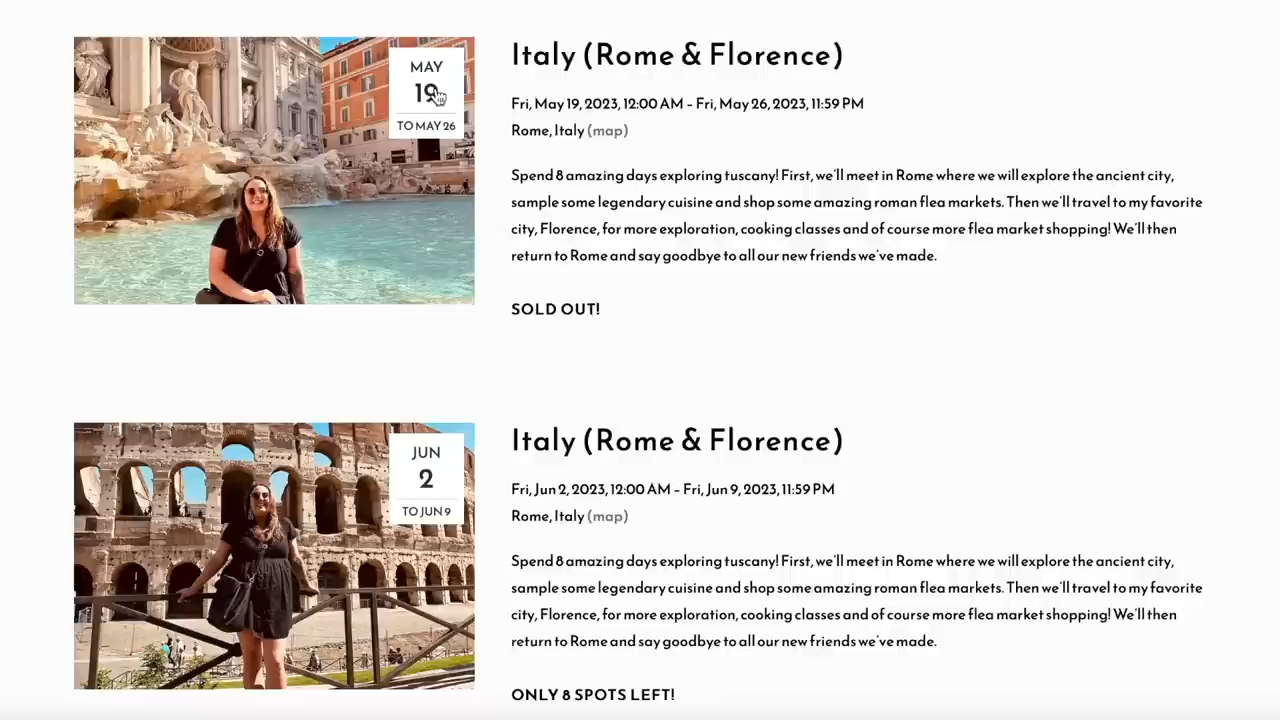 MAY
19
TO MAY 26
Italy (Rome & Florence)
Fri, May 19, 2023, 12:00 AM – Fri, May 26, 2023, 11:59 PM
Rome, Italy (map)
Spend 8 amazing days exploring tuscany! First, we'll meet in Rome where we will explore the ancient city,
sample some legendary cuisine and shop some amazing roman flea markets. Then we'll travel to my favorite
city, Florence, for more exploration, cooking classes and of course more flea market shopping! We'll then
return to Rome and say goodbye to all our new friends we've made.
SOLD OUT!
JUN
2
TO JUN 9
Italy (Rome & Florence)
Fri, Jun 2, 2023, 12:00 AM – Fri, Jun 9, 2023, 11:59 PM
Rome, Italy (map)
Spend 8 amazing days exploring tuscany! First, we'll meet in Rome where we will explore the ancient city,
sample some legendary cuisine and shop some amazing roman flea markets. Then we'll travel to my favorite
city, Florence, for more exploration, cooking classes and of course more flea market shopping! We'll then
return to Rome and say goodbye to all our new friends we've made.
ONLY 8 SPOTS LEFT!